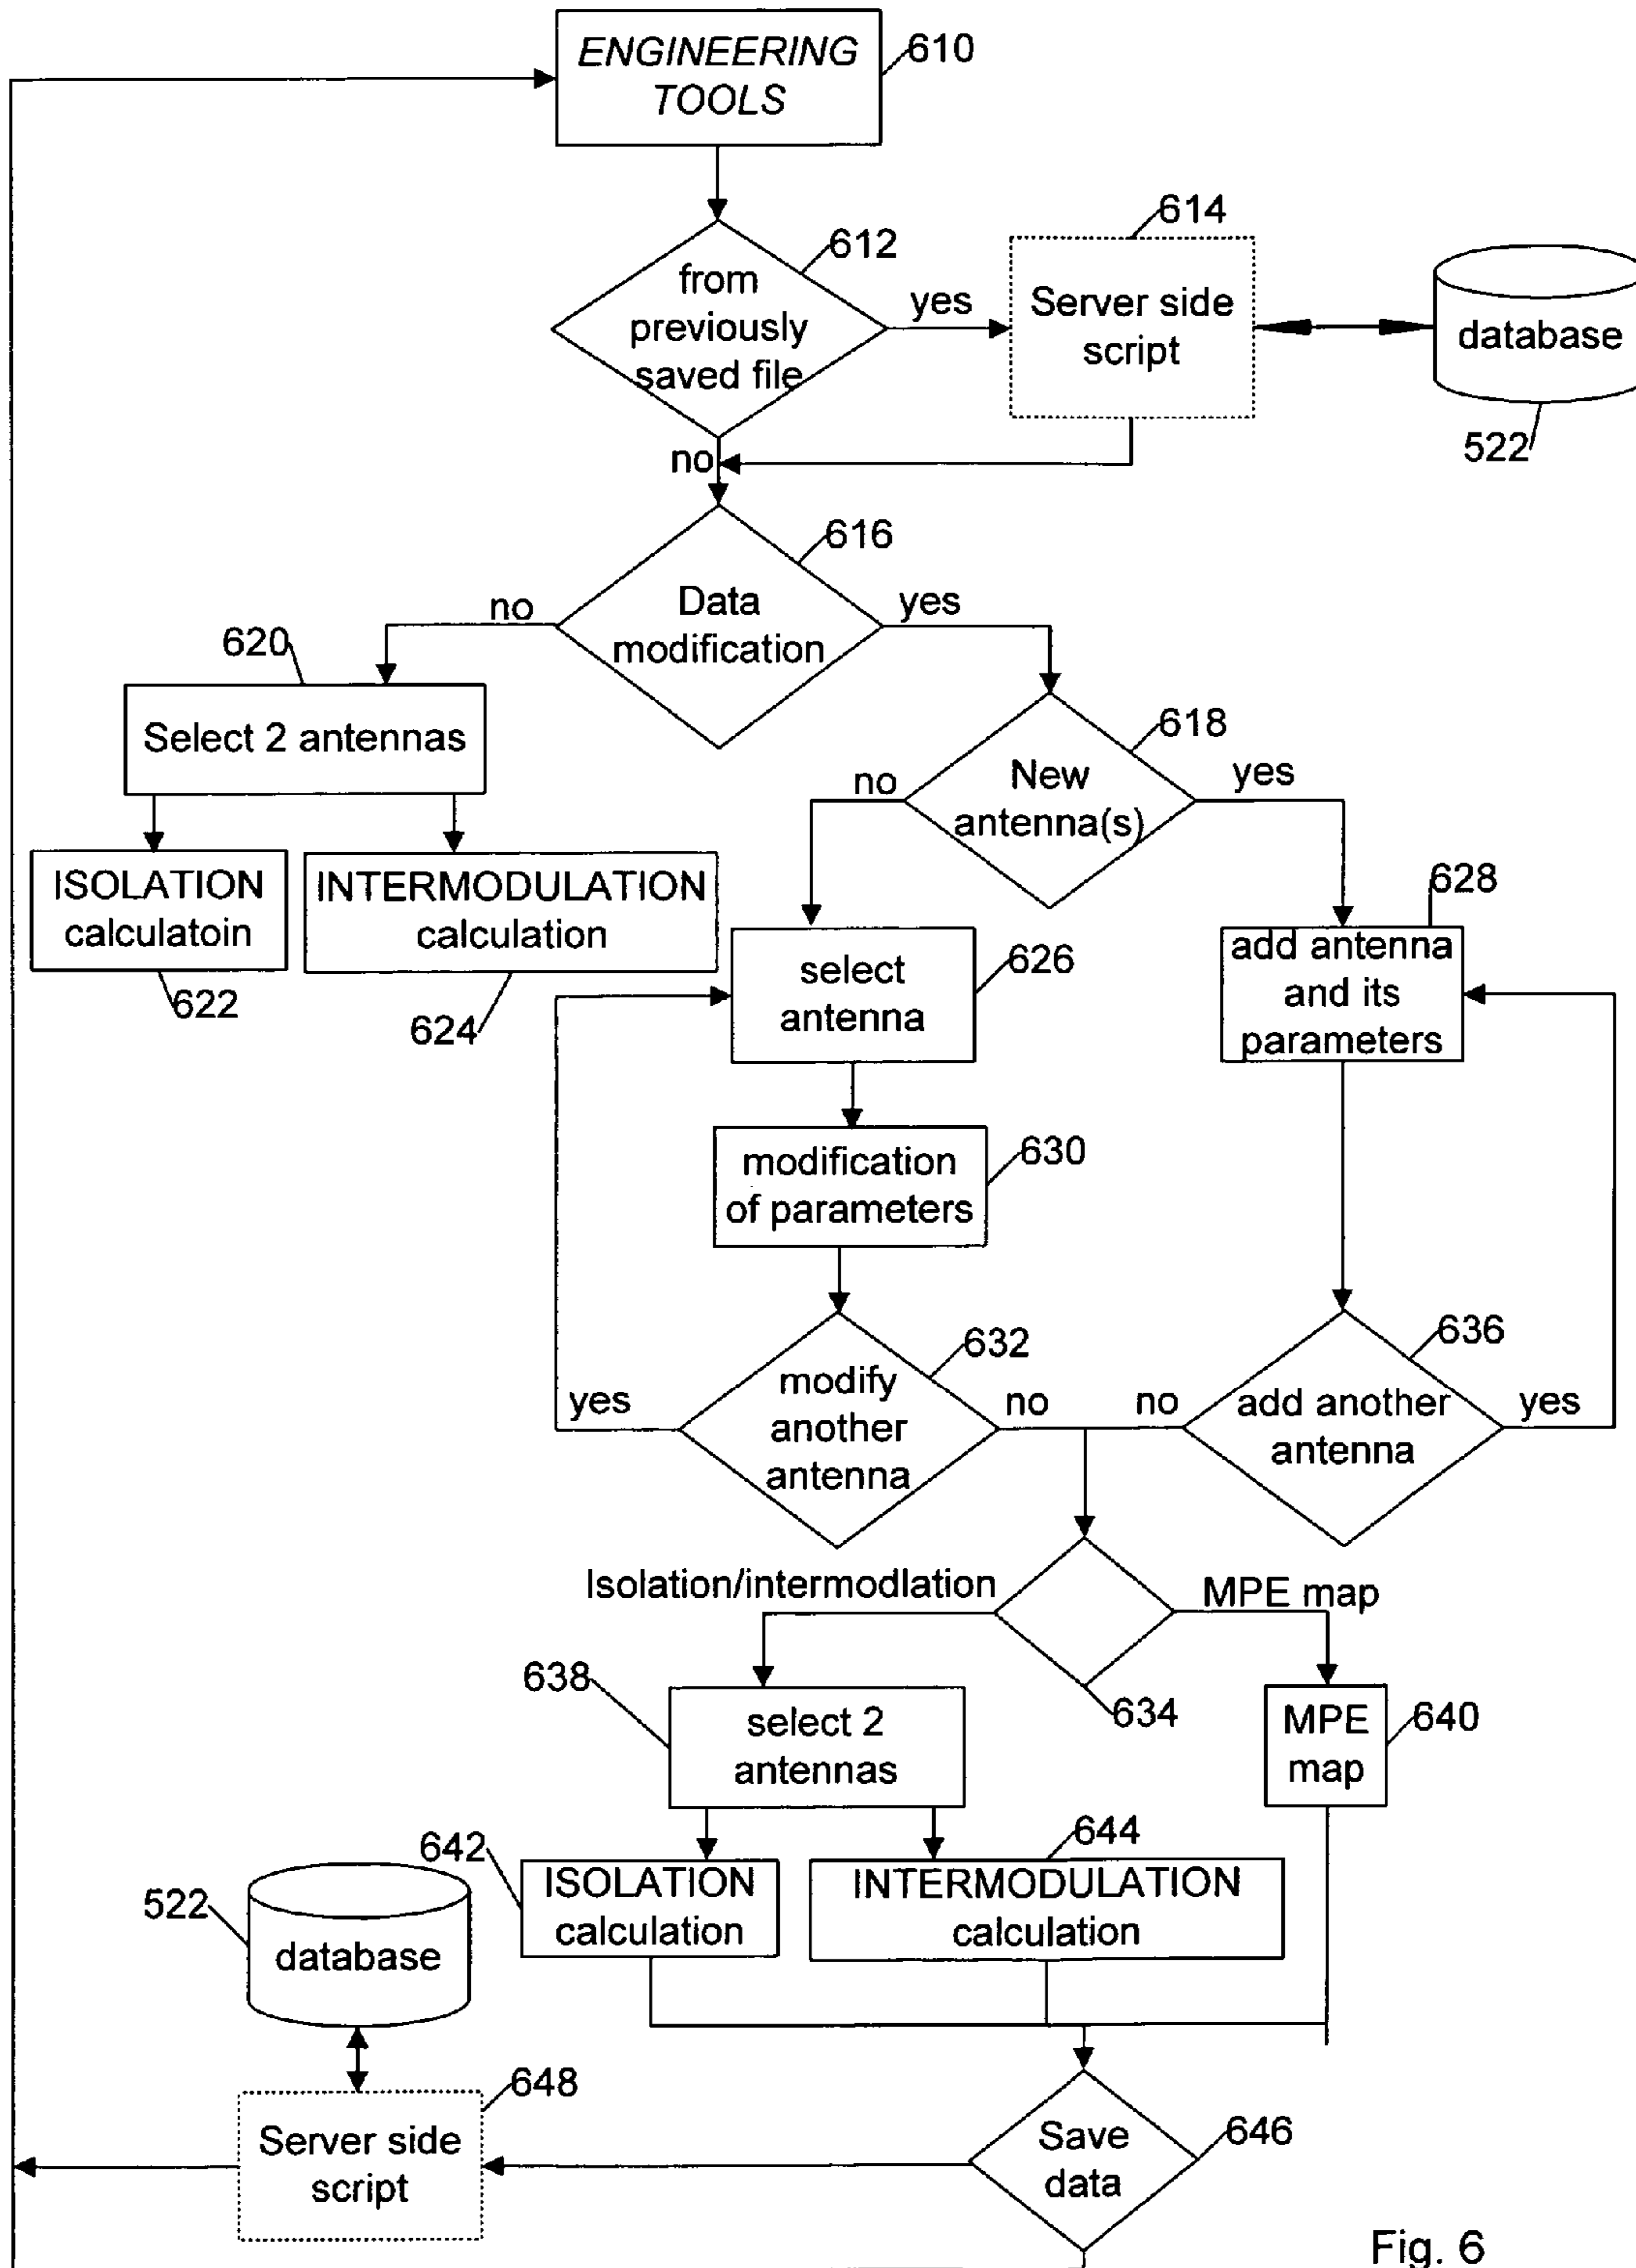 ENGINEERING
TOOLS
610
from
previously
saved file
612
yes
614
Server side
script
database
522
no
616
Data
modification
no
yes
620
Select 2 antennas
618
New
antenna(s)
no
yes
ISOLATION
calculatoin
622
INTERMODULATION
calculation
624
select
antenna
626
628
add antenna
and its
parameters
modification
of parameters
630
632
modify
another
antenna
yes
no
636
add another
antenna
no
yes
Isolation/intermodlation
MPE map
634
638
select 2
antennas
MPE
map
640
642
ISOLATION
calculation
644
INTERMODULATION
calculation
522
database
648
Server side
script
Save
data
646
Fig. 6